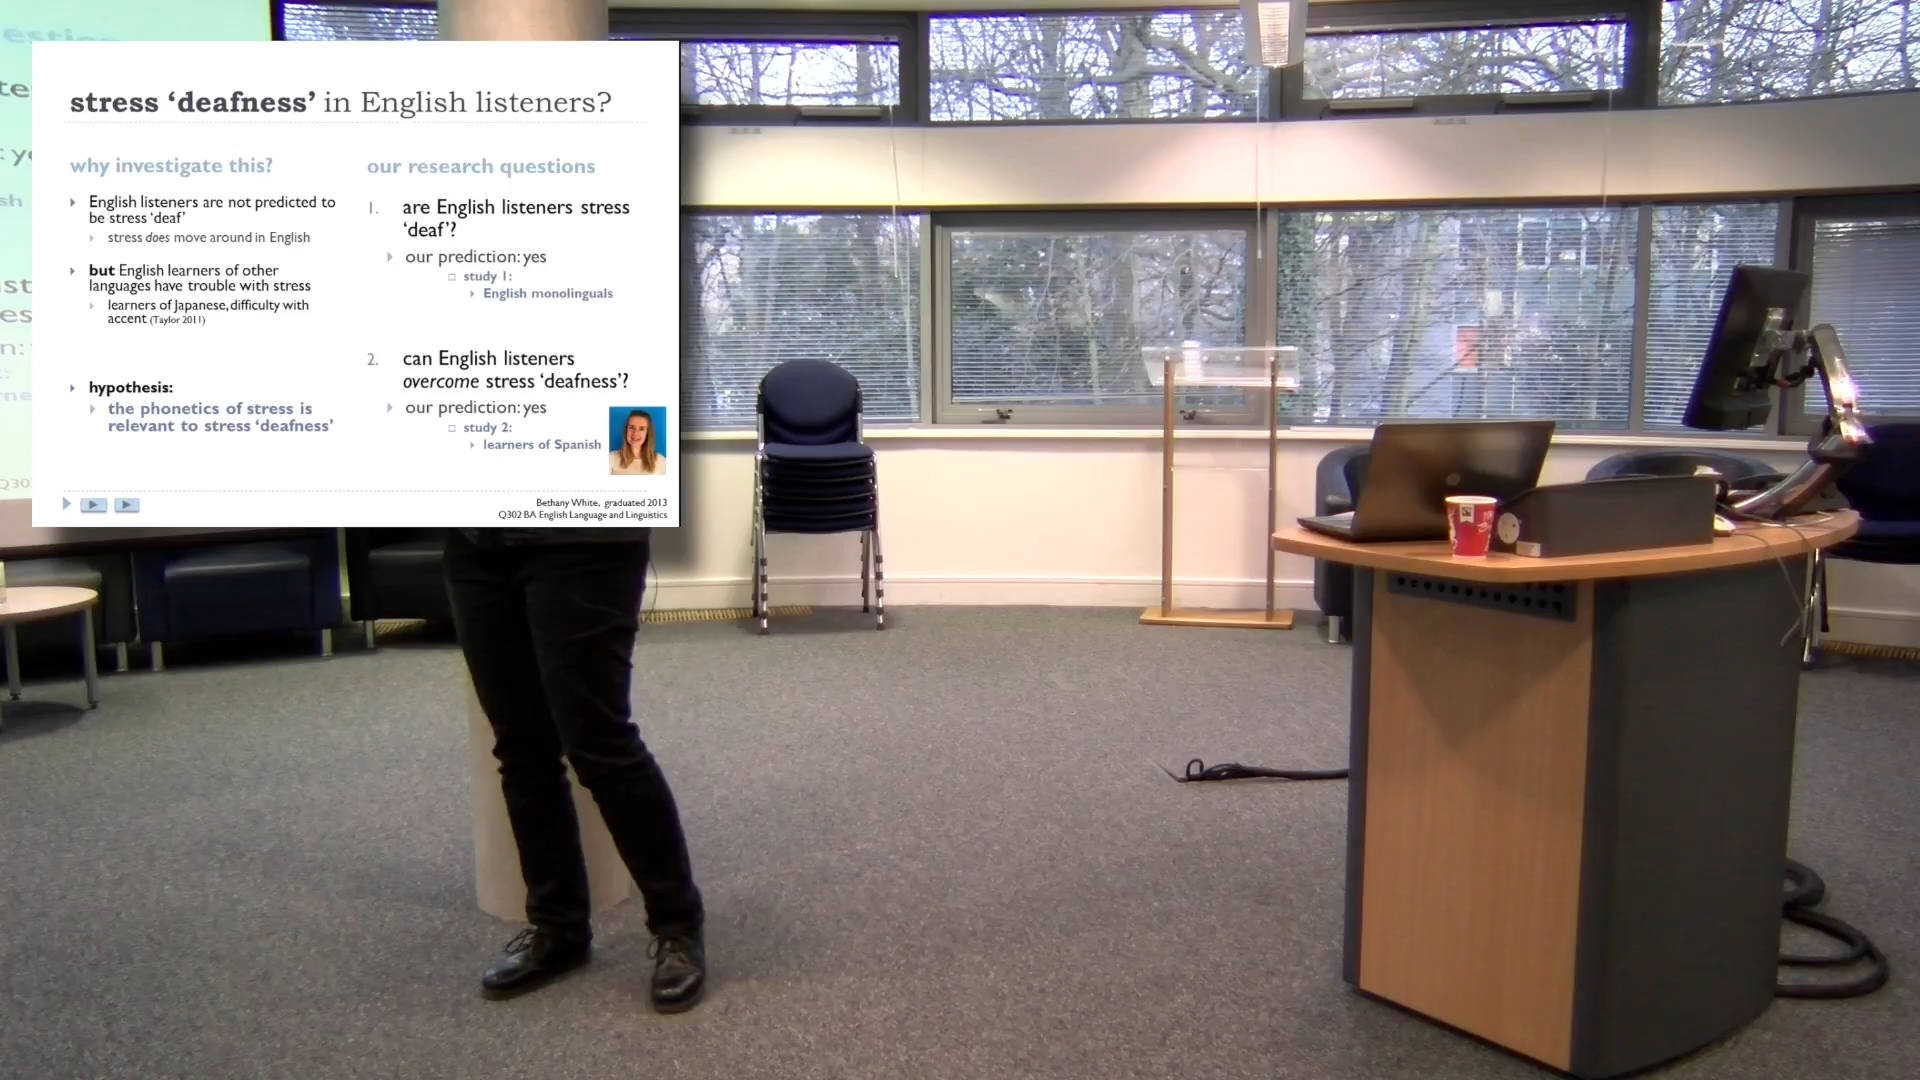 stress ‘deafness’ in English listeners?
why investigate this?
English listeners are not predicted to
be stress ‘deaf’
stress does move around in English
but English learners of other
languages have trouble with stress
learners of Japanese, difficulty with
accent (Taylor 2011)
hypothesis:
the phonetics of stress is
relevant to stress ‘deafness’
our research questions
1. are English listeners stress
‘deaf’?
our prediction: yes
study 1:
English monolinguals
2. can English listeners
overcome stress ‘deafness’?
our prediction: yes
study 2:
learners of Spanish
Bethany White, graduated 2013
Q302 BA English Language and Linguistics